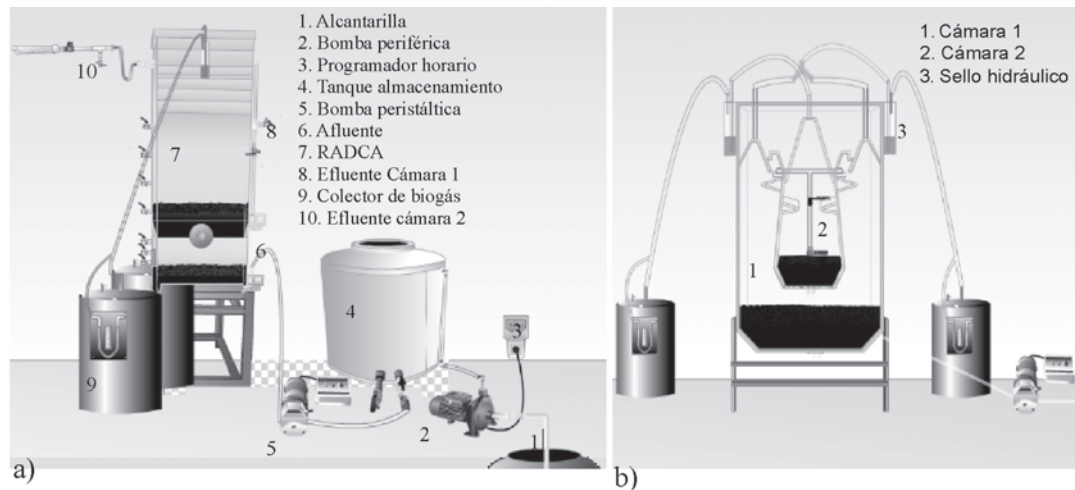 1. Alcantarilla
2. Bomba periférica
3. Programador horario
4. Tanque almacenamiento
5. Bomba peristáltica
6. Afluente
7. RADCA
8. Efluente Cámara 1
9. Colector de biogás
10. Efluente cámara 2
10
7
8
6
4
3
9
2
5
1
a)
1. Cámara 1
2. Cámara 2
3. Sello hidráulico
3
2
1
b)